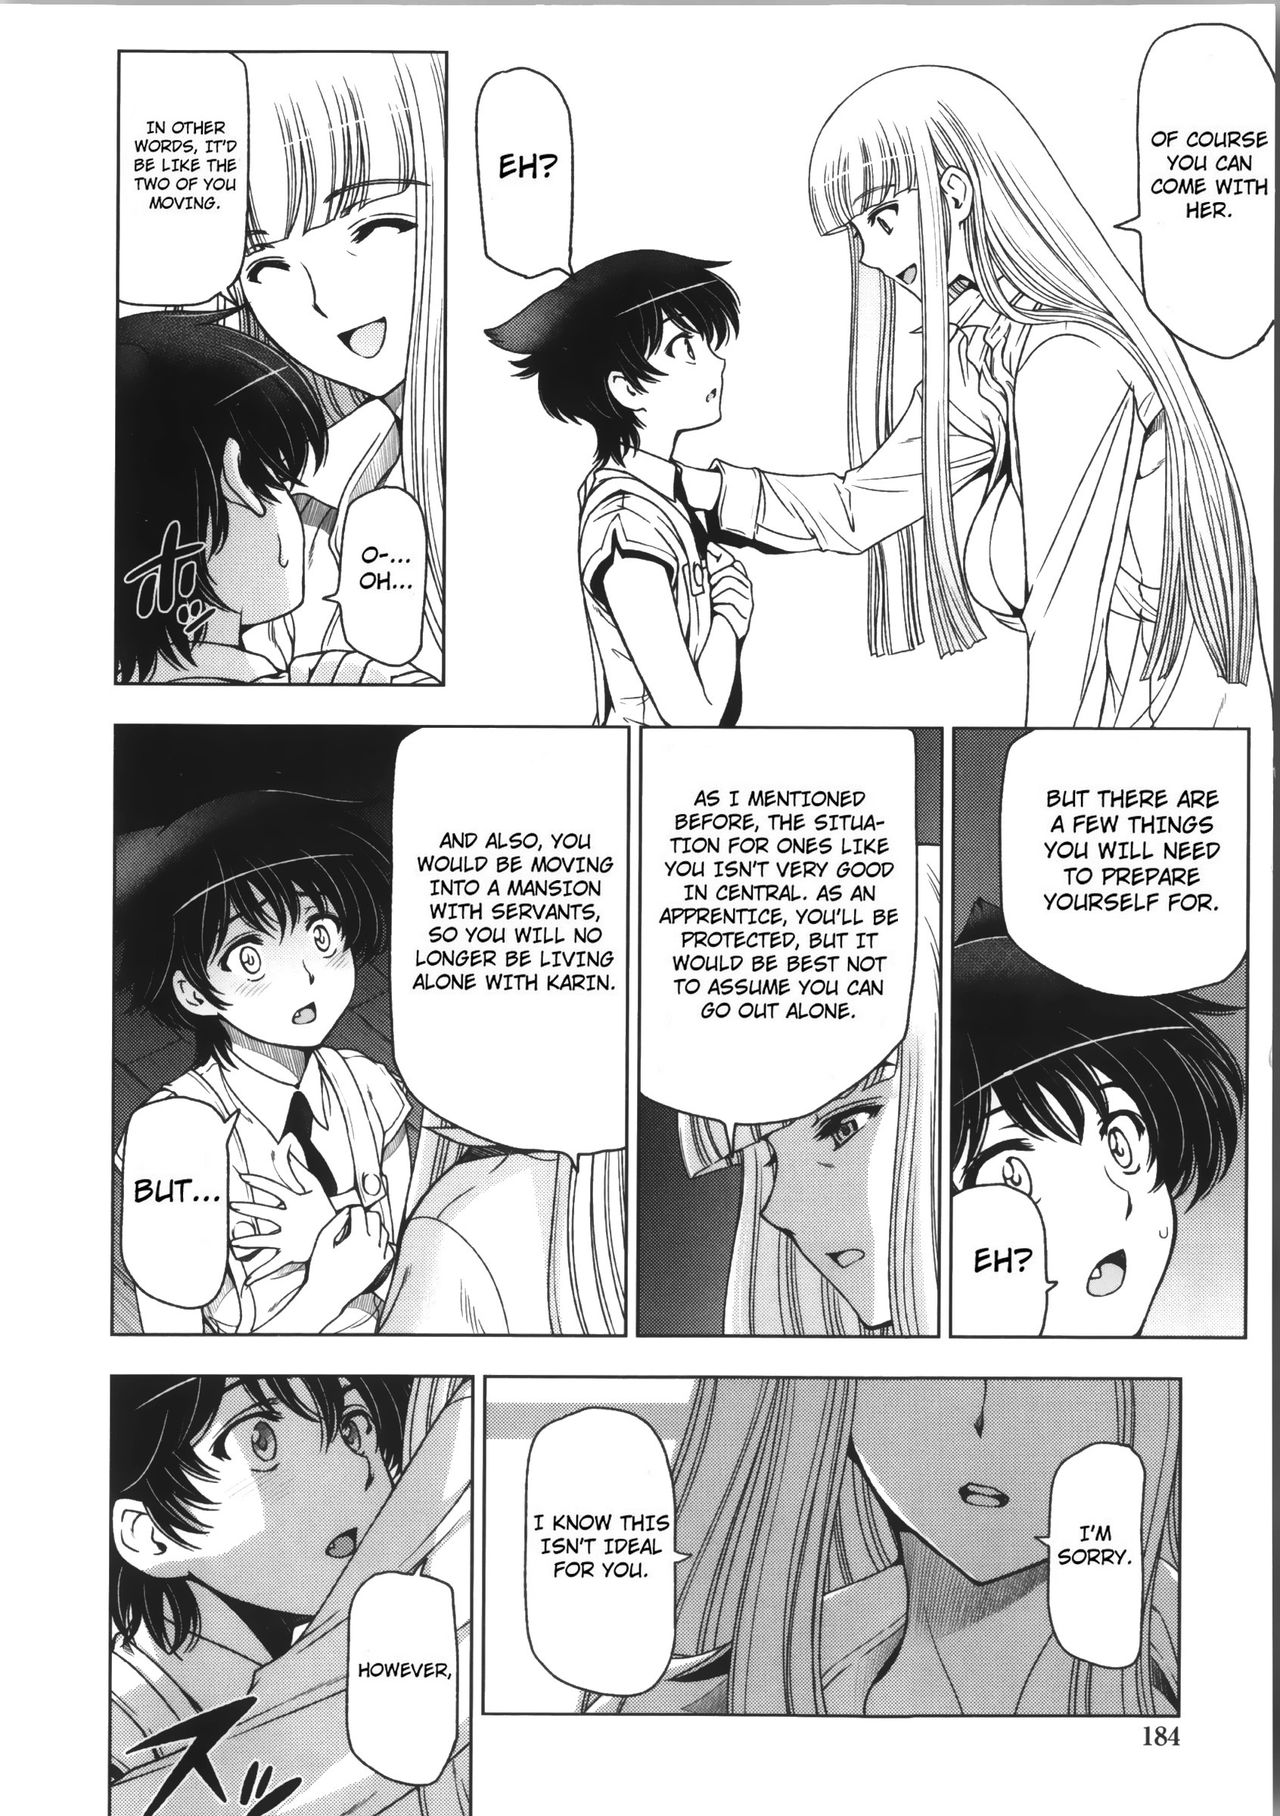 OF COURSE
YOU CAN
COME WITH
HER.
EH?
IN OTHER
WORDS, IT'D
BE LIKE THE
TWO OF YOU
MOVING.
O-...
OH...
ホッ
BUT THERE ARE
A FEW THINGS
YOU WILL NEED
TO PREPARE
YOURSELF FOR.
EH?
AS I MENTIONED
BEFORE, THE SITUA-
TION FOR ONES LIKE
YOU ISN'T VERY GOOD
IN CENTRAL. AS AN
APPRENTICE, YOU'LL BE
PROTECTED, BUT IT
WOULD BE BEST NOT
TO ASSUME YOU CAN
GO OUT ALONE.
AND ALSO, YOU
WOULD BE MOVING
INTO A MANSION
WITH SERVANTS,
SO YOU WILL NO
LONGER BE LIVING
ALONE WITH KARIN.
BUT...
I'M
SORRY.
I KNOW THIS
ISN'T IDEAL
FOR YOU.
HOWEVER,
ズッ
184